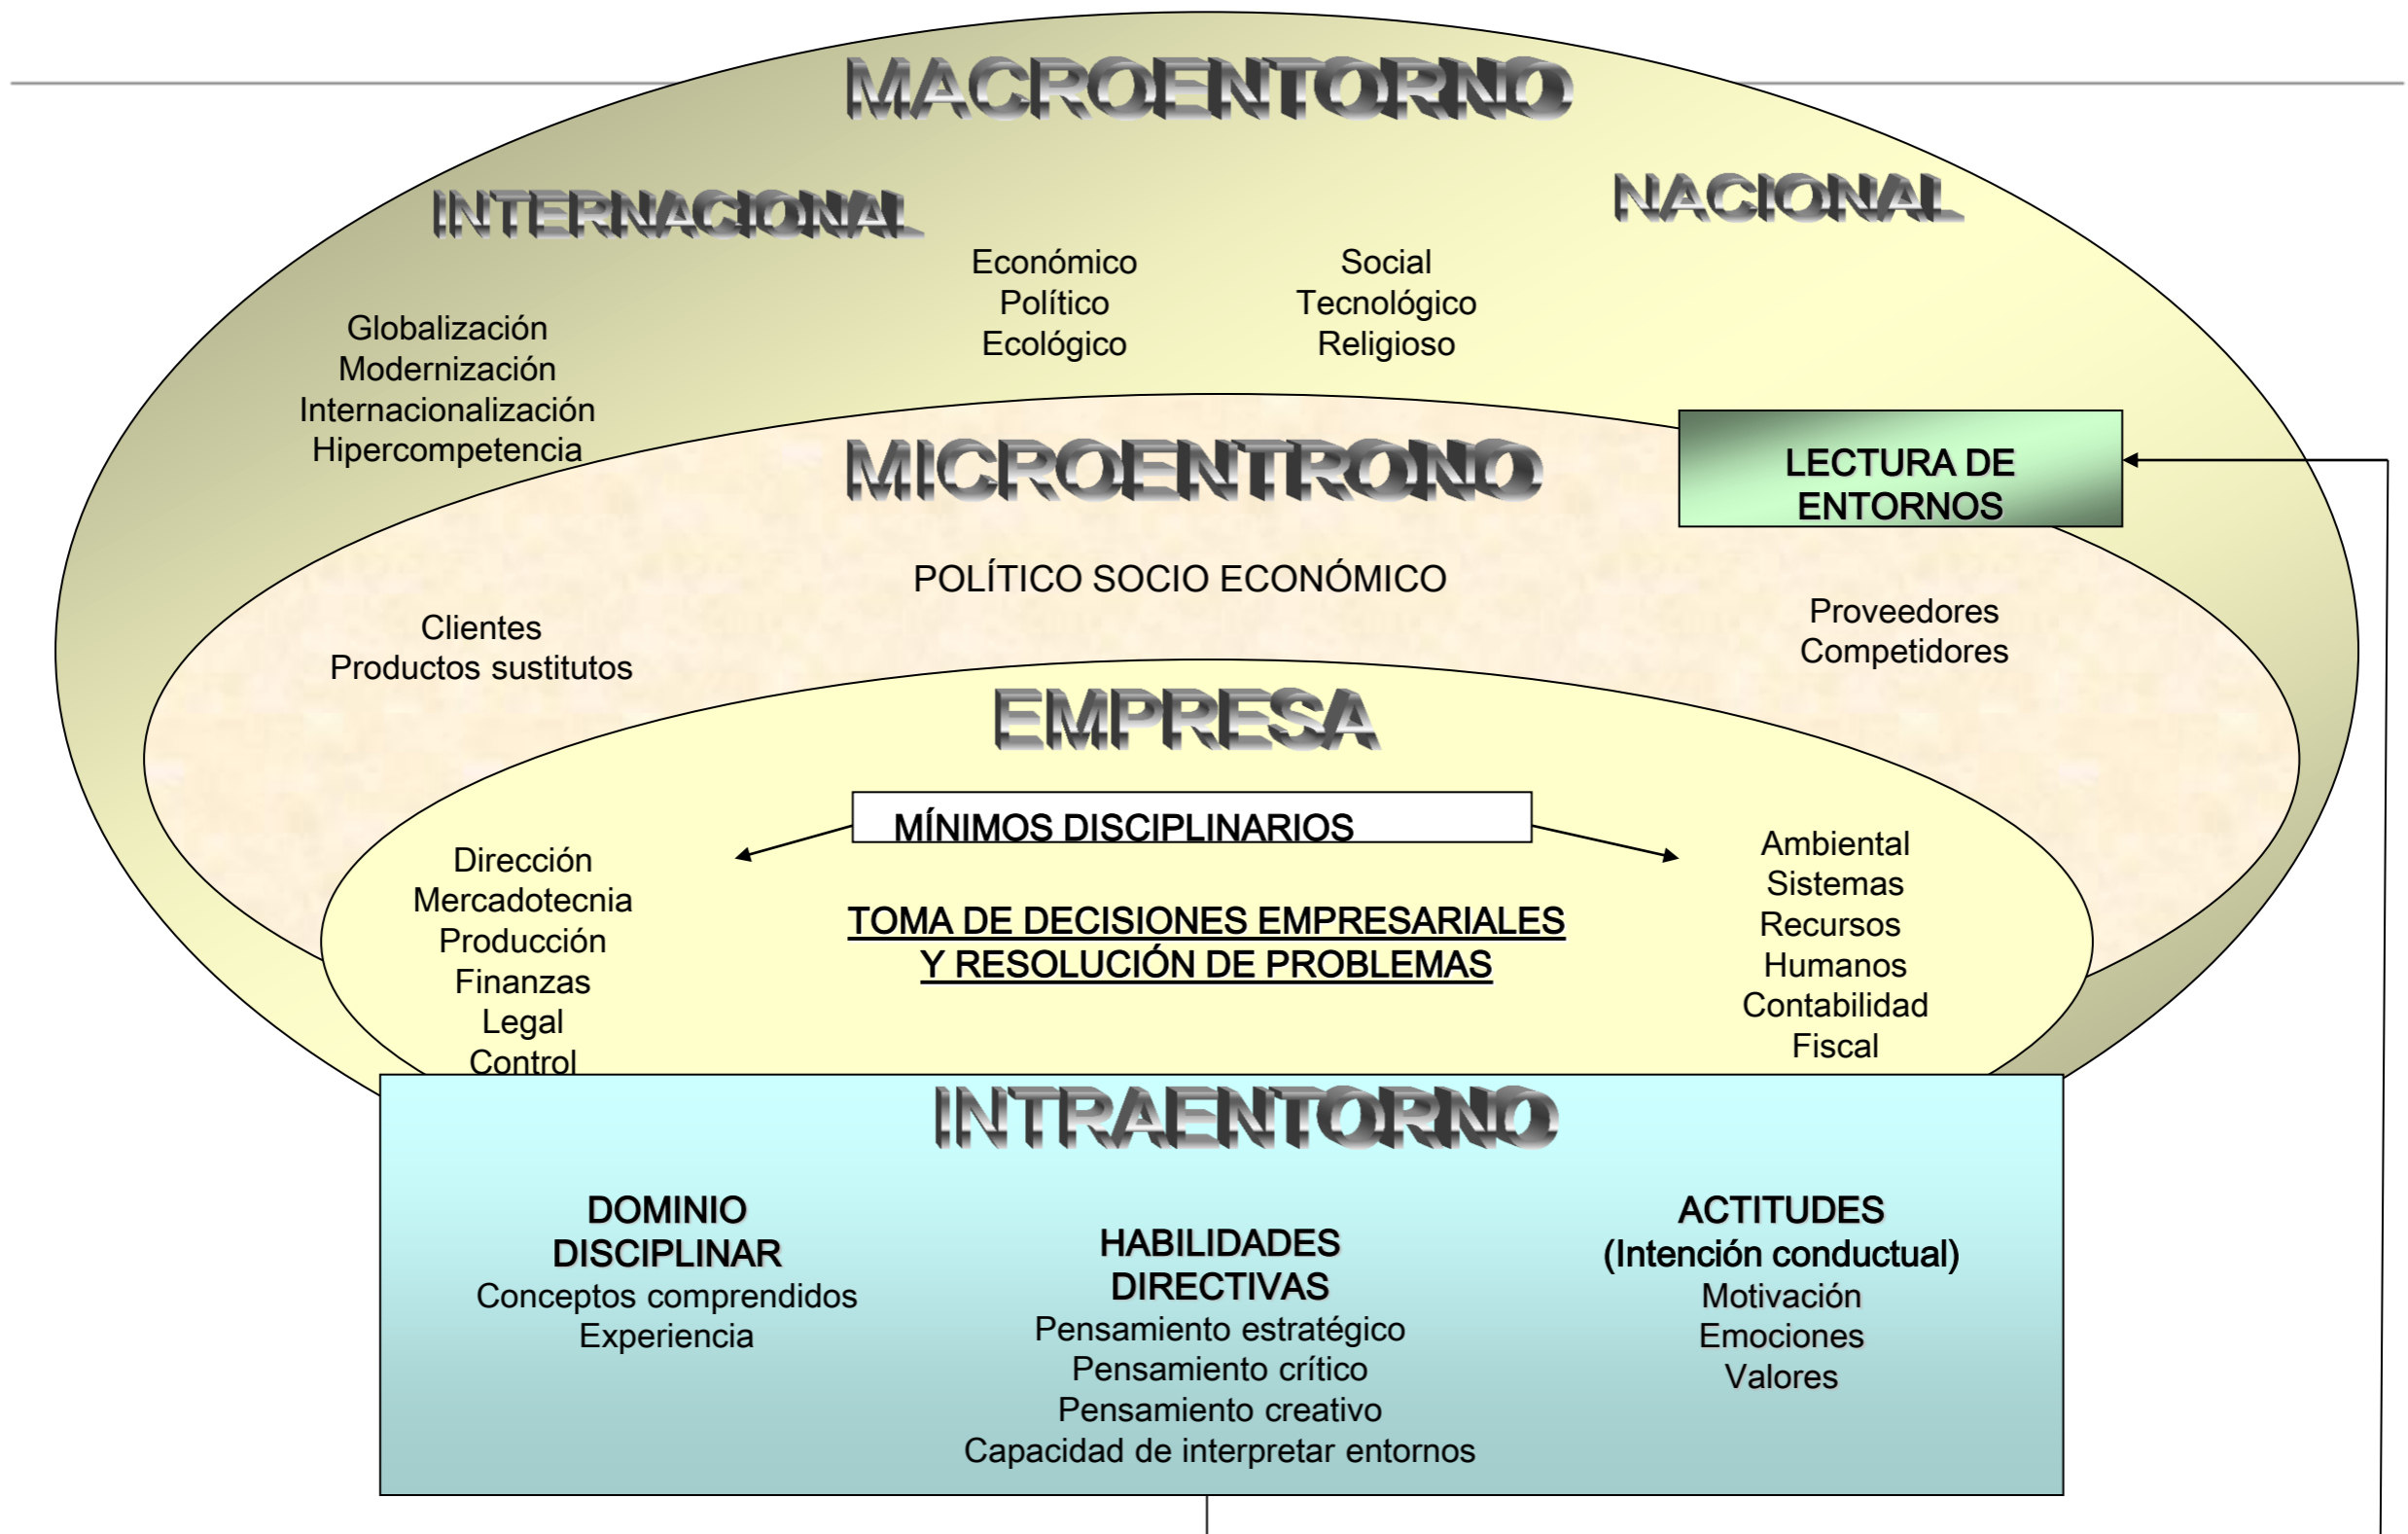 MACROENTORNO
INTERNACIONAL
NACIONAL
Económico
Político
Ecológico
Social
Tecnológico
Religioso
Globalización
Modernización
Internacionalización
Hipercompetencia
MICROENTRONO
LECTURA DE
ENTORNOS
POLÍTICO SOCIO ECONÓMICO
Clientes
Productos sustitutos
Proveedores
Competidores
EMPRESA
MÍNIMOS DISCIPLINARIOS
Dirección
Mercadotecnia
Producción
Finanzas
Legal
Control
TOMA DE DECISIONES EMPRESARIALES
Y RESOLUCIÓN DE PROBLEMAS
Ambiental
Sistemas
Recursos
Humanos
Contabilidad
Fiscal
INTRAENTORNO
DOMINIO
DISCIPLINAR
Conceptos comprendidos
Experiencia
HABILIDADES
DIRECTIVAS
Pensamiento estratégico
Pensamiento crítico
Pensamiento creativo
Capacidad de interpretar entornos
ACTITUDES
(Intención conductual)
Motivación
Emociones
Valores